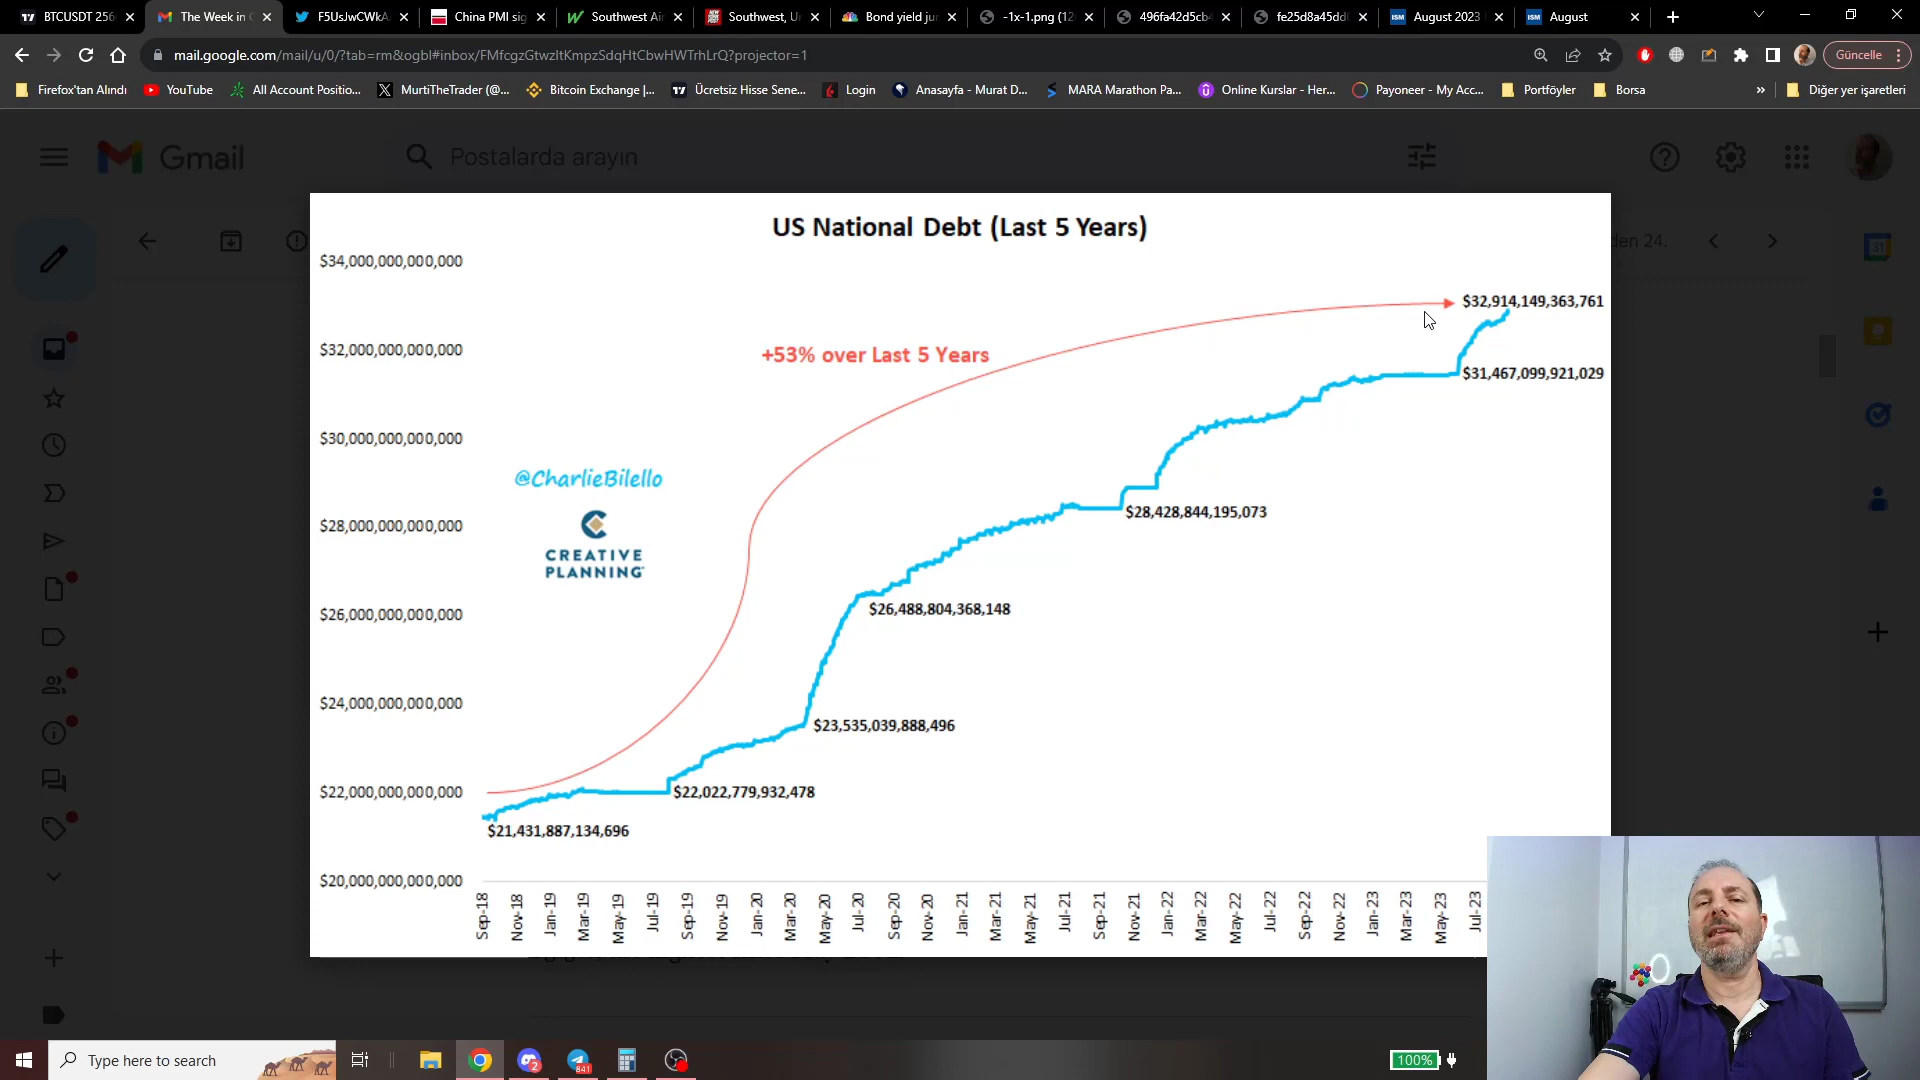 BTCUSDT 256
The Week in C
F5UsJwCWkA
China PMI sig
Southwest Air
Southwest, U
Bond yield ju
-1x-1.png (12
496fa42d5cb4
fe25d8a45dd
August 2023
August
mail.google.com/mail/u/0/?tab=rm&ogbl#inbox/FMfcgzGtwzItKmpzSdqHtCbwHWTrhLrQ?projector=1
Güncelle
Firefox'tan Alındı
YouTube
All Account Positio...
MurtiTheTrader (@...
Bitcoin Exchange |...
Ücretsiz Hisse Sene...
Login
Anasayfa - Murat D...
MARA Marathon Pa...
Online Kurslar - Her...
Payoneer - My Acc...
Portföyler
Borsa
»
Diğer yer işaretleri
Gmail
Postalarda arayın
den 24.
31
US National Debt (Last 5 Years)
$34,000,000,000,000
$32,000,000,000,000
$30,000,000,000,000
$28,000,000,000,000
$26,000,000,000,000
$24,000,000,000,000
$22,000,000,000,000
$20,000,000,000,000
+53% over Last 5 Years
$32,914,149,363,761
$31,467,099,921,029
@CharlieBilello
CREATIVE
PLANNING
$28,428,844,195,073
$26,488,804,368,148
$23,535,039,888,496
$22,022,779,932,478
$21,431,887,134,696
Sep-18
Nov-18
Jan-19
Mar-19
May-19
Jul-19
Sep-19
Nov-19
Jan-20
Mar-20
May-20
Jul-20
Sep-20
Nov-20
Jan-21
Mar-21
May-21
Jul-21
Sep-21
Nov-21
Jan-22
Mar-22
May-22
Jul-22
Sep-22
Nov-22
Jan-23
Mar-23
May-23
Jul-23
Type here to search
2
841
100%